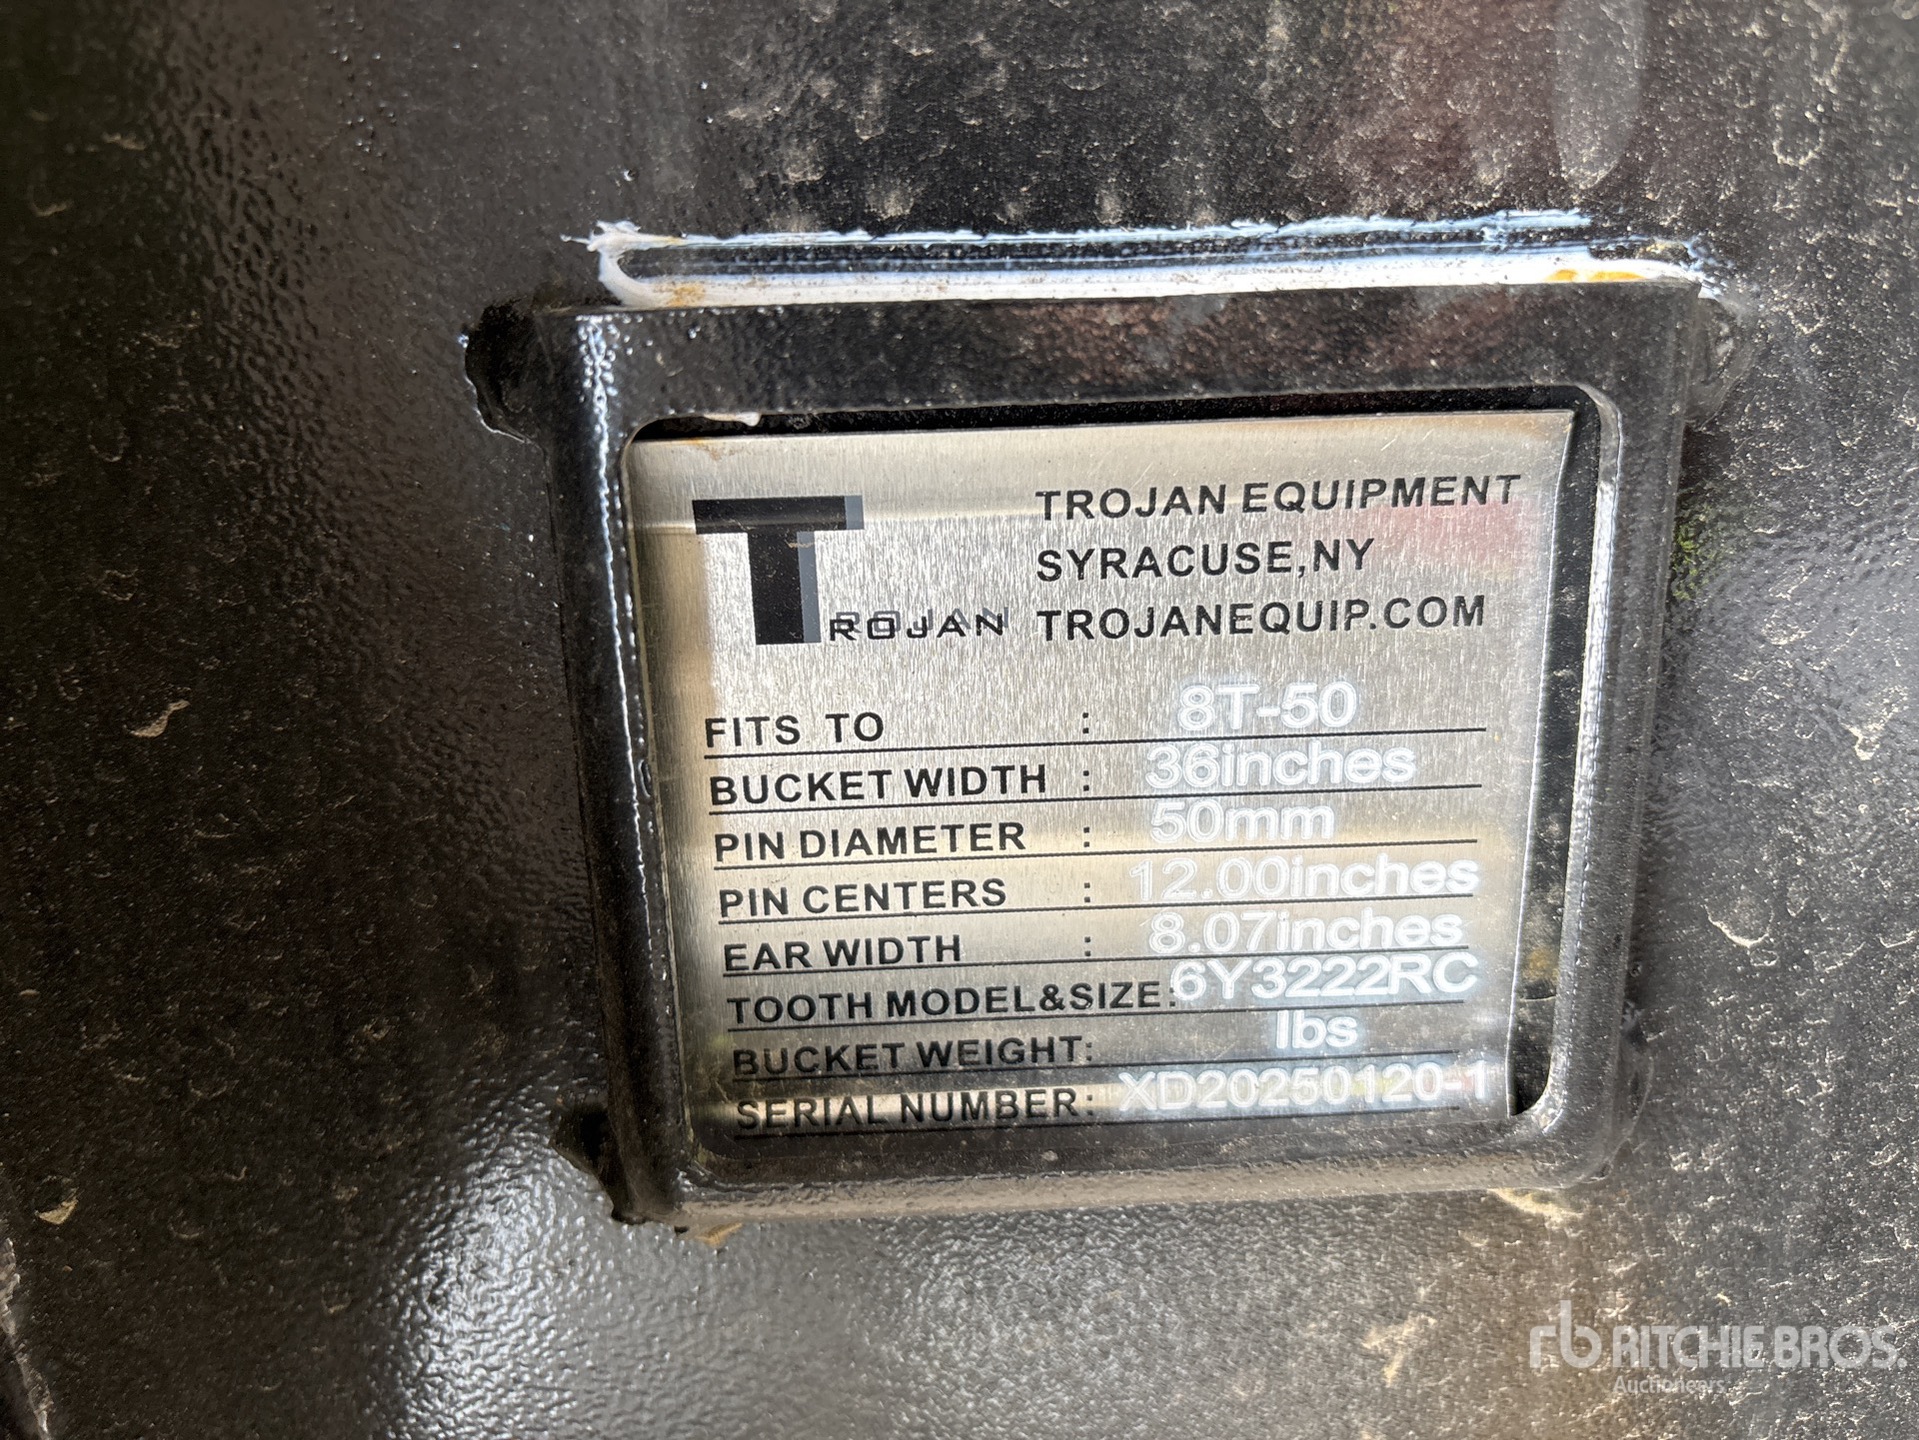 TROJAN
TROJAN EQUIPMENT
SYRACUSE,NY
TROJANEQUIP.COM
FITS TO : 8T-50
BUCKET WIDTH : 36inches
PIN DIAMETER : 50mm
PIN CENTERS : 12.00inches
EAR WIDTH : 8.07inches
TOOTH MODEL&SIZE: 6Y3222RC
BUCKET WEIGHT: lbs
SERIAL NUMBER: XD20250120-1
rb RITCHIE BROS.
Auctioneers